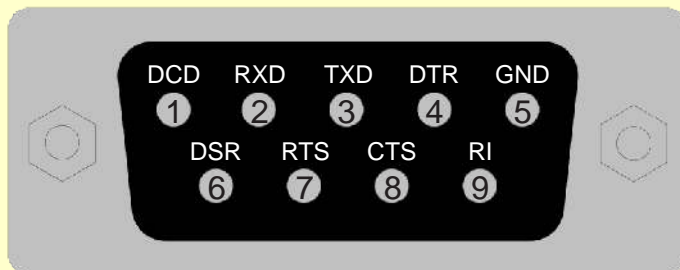 DCD RXD TXD DTR GND
1 2 3 4 5
DSR RTS CTS RI
6 7 8 9